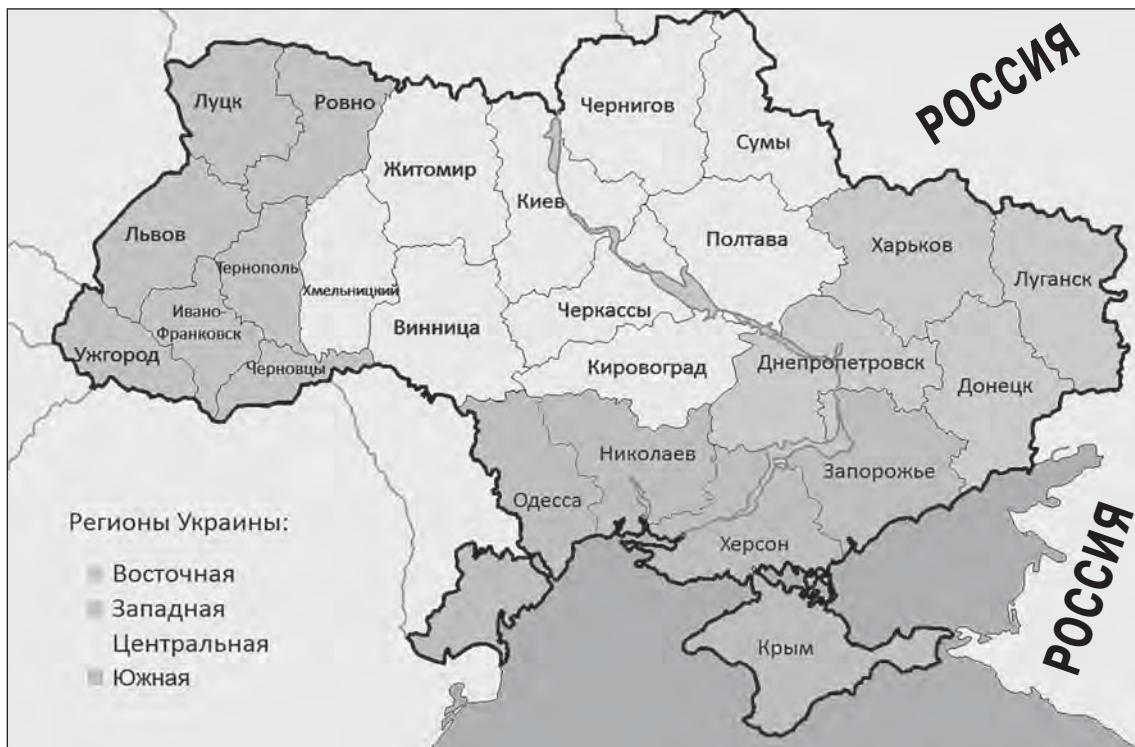 РОССИЯ
Луцк
Ровно
Чернигов
Сумы
Житомир
Киев
Львов
Тернополь
Хмельницкий
Полтава
Харьков
Луганск
Ивано-
Франковск
Винница
Черкассы
Ужгород
Черновцы
Кировоград
Днепропетровск
Донецк
Николаев
Запорожье
Одесса
Херсон
Крым
РОССИЯ
Регионы Украины:
Восточная
Западная
Центральная
Южная